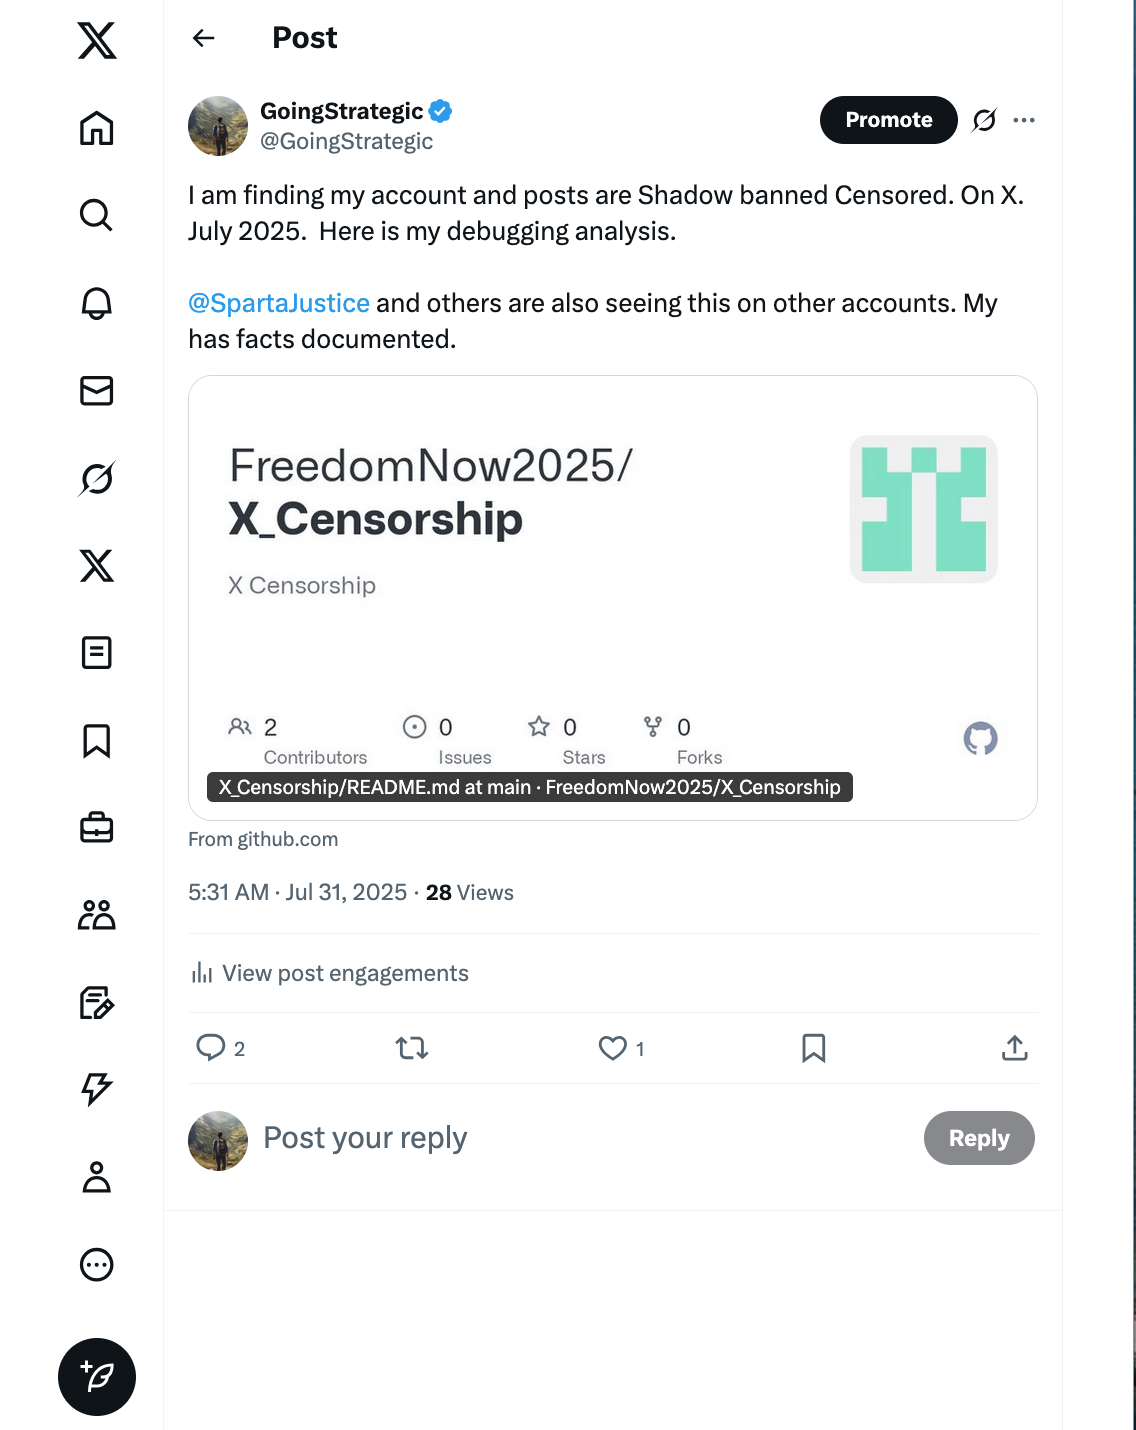 Post
GoingStrategic
@GoingStrategic
Promote
I am finding my account and posts are Shadow banned Censored. On X.
July 2025.  Here is my debugging analysis.
@SpartaJustice and others are also seeing this on other accounts. My
has facts documented.
FreedomNow2025/
X_Censorship
X Censorship
2
Contributors
0
Issues
0
Stars
0
Forks
X_Censorship/README.md at main · FreedomNow2025/X_Censorship
From github.com
5:31 AM · Jul 31, 2025 · 28 Views
View post engagements
2
1
Post your reply
Reply